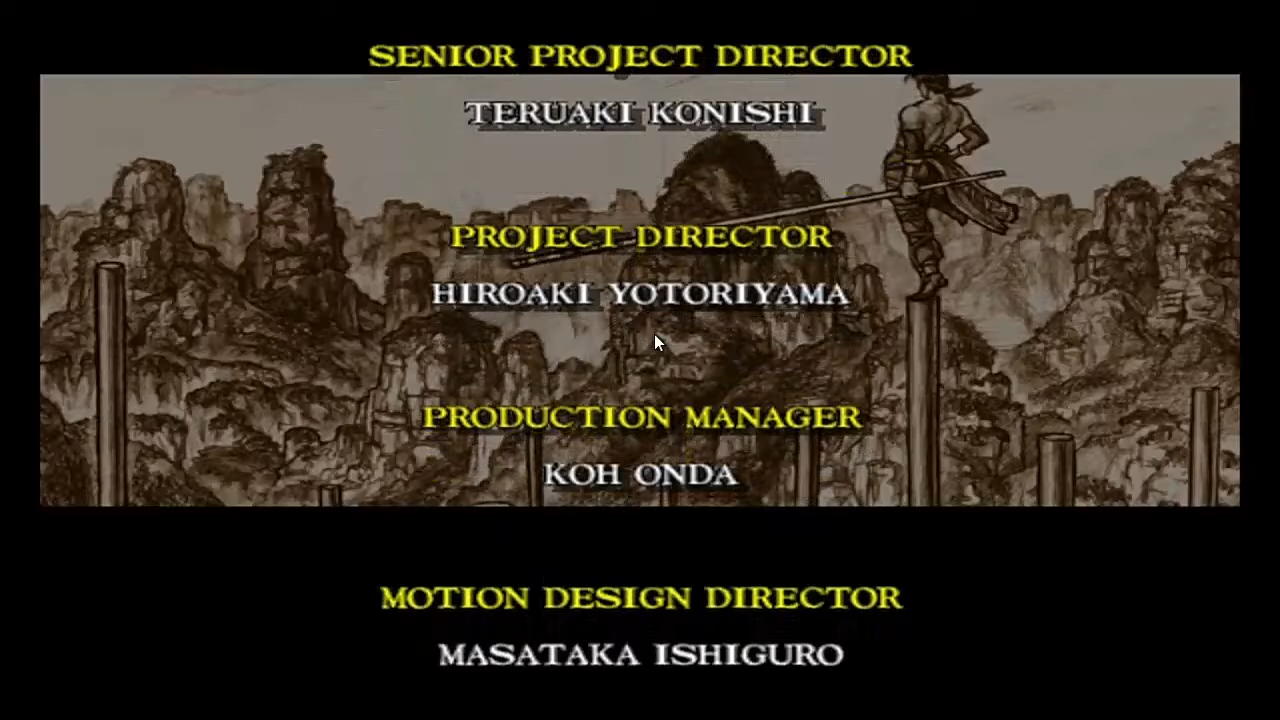 SENIOR PROJECT DIRECTOR
TERUAKI KONISHI
PROJECT DIRECTOR
HIROAKI YOTORIYAMA
PRODUCTION MANAGER
KOH ONDA
MOTION DESIGN DIRECTOR
MASATAKA ISHIGURO